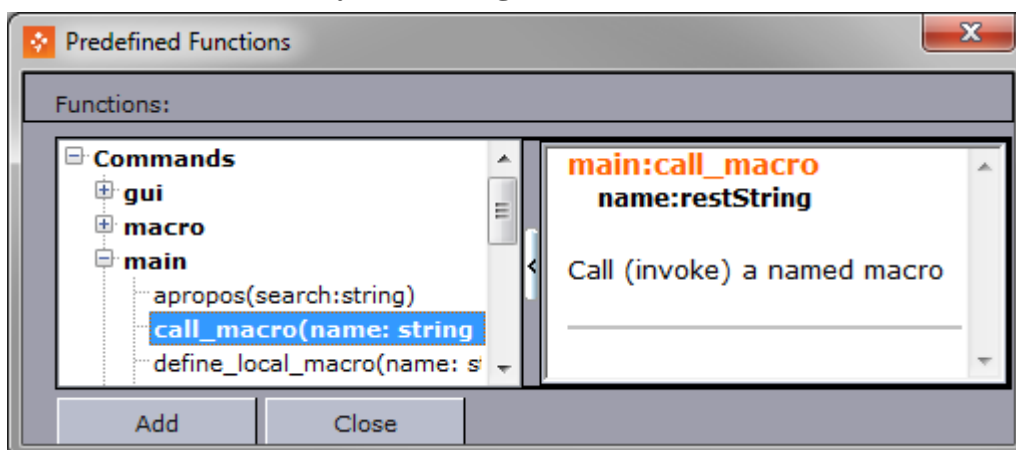 Predefined Functions
Functions:
Commands
gui
macro
main
apropos(search:string)
call_macro(name: string
define_local_macro(name: s
main:call_macro
name:restString
Call (invoke) a named macro
Add
Close